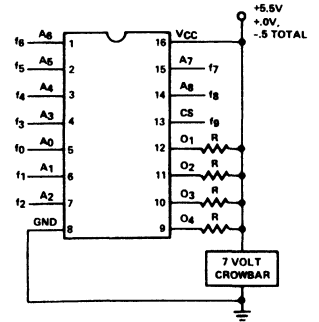 +5.5V
+.0V,
-.5 TOTAL
f6 A6 1 16 VCC
f5 A5 2 15 A7 f7
f4 A4 3 14 A8 f8
f3 A3 4 13 CS f9
f0 A0 5 12 O1 R
f1 A1 6 11 O2 R
f2 A2 7 10 O3 R
GND 8 9 O4 R
7 VOLT
CROWBAR